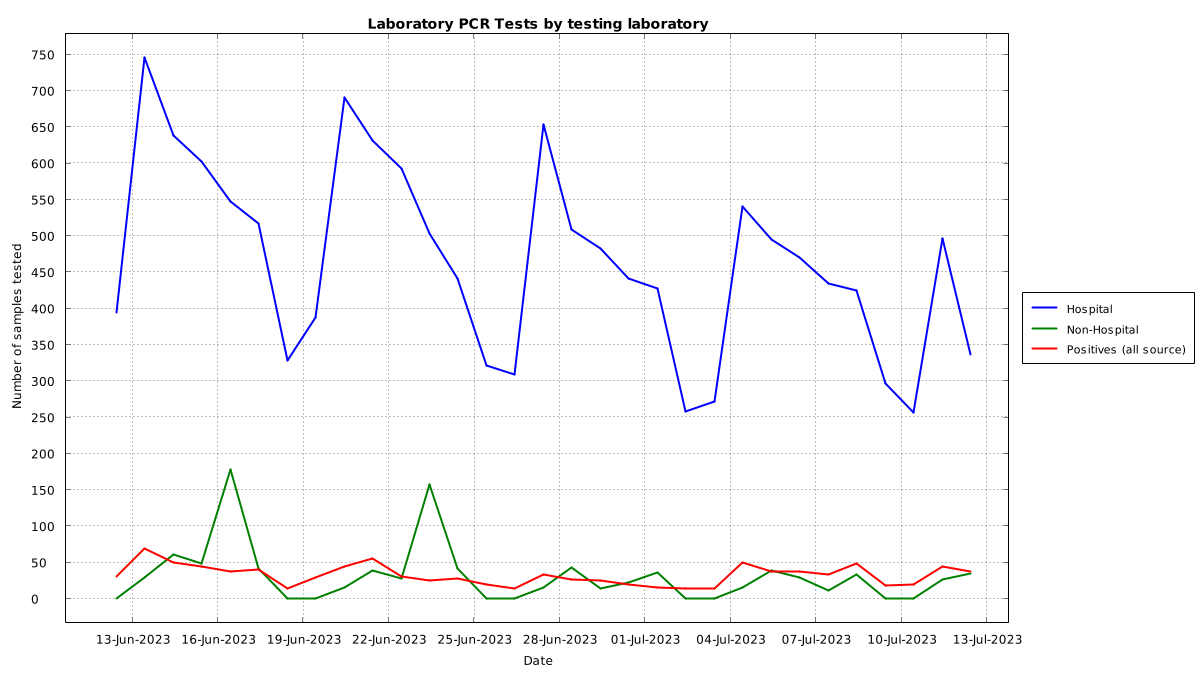 Laboratory PCR Tests by testing laboratory
750
700
650
600
550
500
450
400
350
300
250
200
150
100
50
0
Number of samples tested
13-Jun-2023 16-Jun-2023 19-Jun-2023 22-Jun-2023 25-Jun-2023 28-Jun-2023 01-Jul-2023 04-Jul-2023 07-Jul-2023 10-Jul-2023 13-Jul-2023
Date
Hospital
Non-Hospital
Positives (all source)